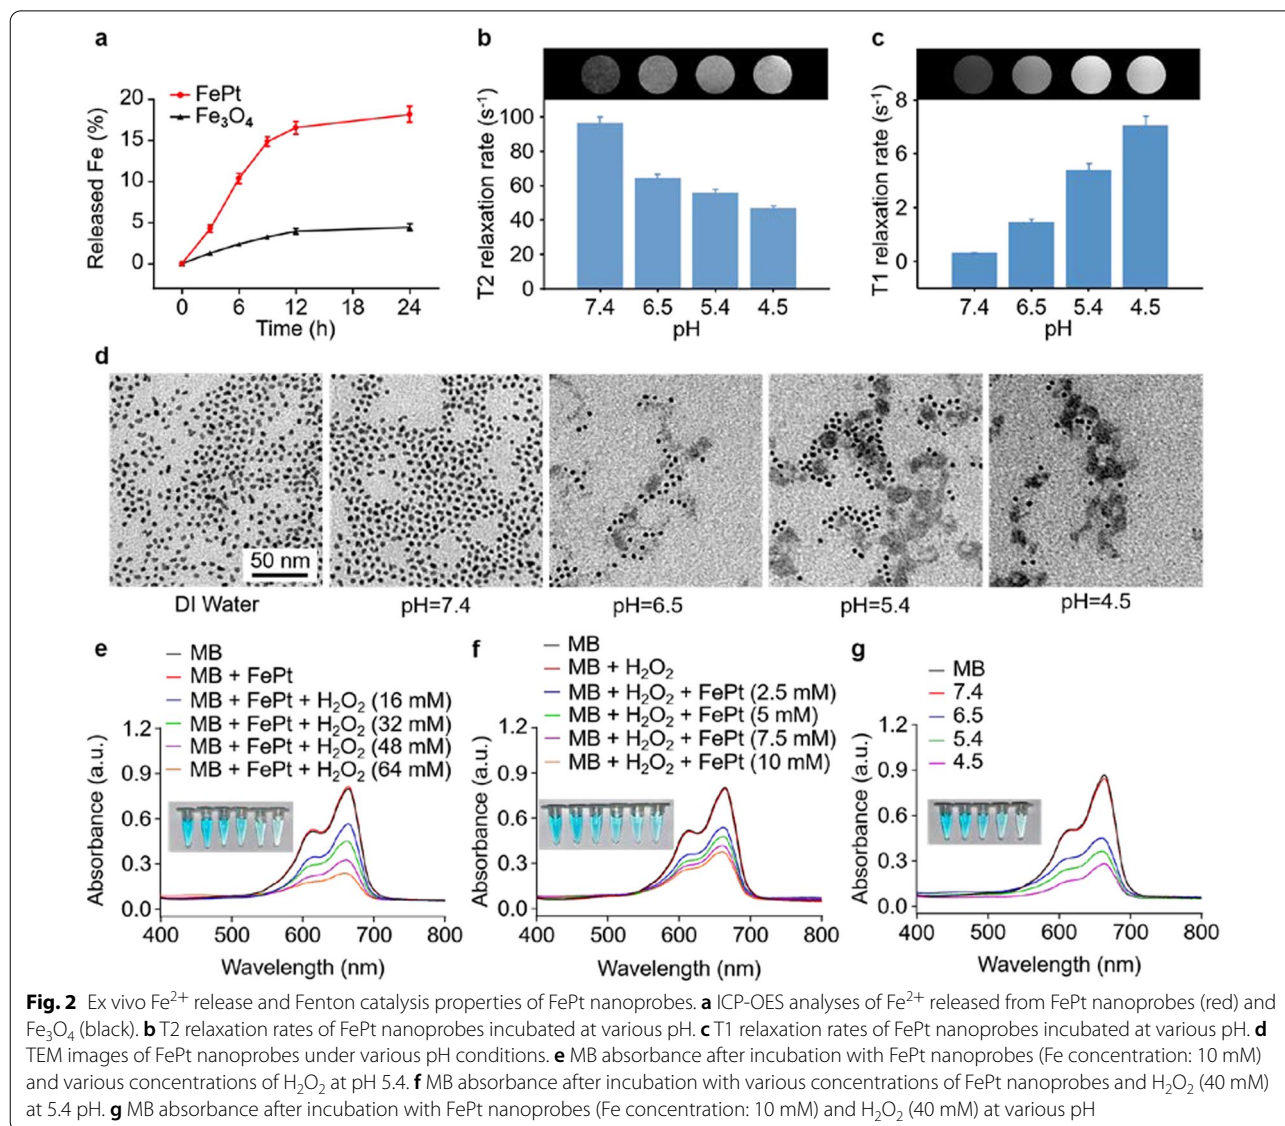 a
FePt
Fe₃O₄
Released Fe (%)
20
15
10
5
0
0 6 12 18 24
Time (h)
b
T2 relaxation rate (s⁻¹)
100
80
60
40
20
0
7.4 6.5 5.4 4.5
pH
c
T1 relaxation rate (s⁻¹)
8
6
2
0
7.4 6.5 5.4 4.5
pH
d
50 nm
DI Water
pH=7.4
pH=6.5
pH=5.4
pH=4.5
e
MB
MB + FePt
MB + FePt + H₂O₂ (16 mM)
MB + FePt + H₂O₂ (32 mM)
MB + FePt + H₂O₂ (48 mM)
MB + FePt + H₂O₂ (64 mM)
Absorbance (a.u.)
1.2
0.9
0.6
0.3
0.0
400 500 600 700 800
Wavelength (nm)
f
MB
MB + H₂O₂
MB + H₂O₂ + FePt (2.5 mM)
MB + H₂O₂ + FePt (5 mM)
MB + H₂O₂ + FePt (7.5 mM)
MB + H₂O₂ + FePt (10 mM)
Absorbance (a.u.)
1.2
0.9
0.6
0.3
0.0
400 500 600 700 800
Wavelength (nm)
g
MB
7.4
6.5
5.4
4.5
Absorbance (a.u.)
1.2
0.9
0.6
0.3
0.0
400 500 600 700 800
Wavelength (nm)
Fig. 2 Ex vivo Fe²⁺ release and Fenton catalysis properties of FePt nanoprobes. a ICP-OES analyses of Fe²⁺ released from FePt nanoprobes (red) and
Fe₃O₄ (black). b T2 relaxation rates of FePt nanoprobes incubated at various pH. c T1 relaxation rates of FePt nanoprobes incubated at various pH. d
TEM images of FePt nanoprobes under various pH conditions. e MB absorbance after incubation with FePt nanoprobes (Fe concentration: 10 mM)
and various concentrations of H₂O₂ at pH 5.4. f MB absorbance after incubation with various concentrations of FePt nanoprobes and H₂O₂ (40 mM)
at 5.4 pH. g MB absorbance after incubation with FePt nanoprobes (Fe concentration: 10 mM) and H₂O₂ (40 mM) at various pH